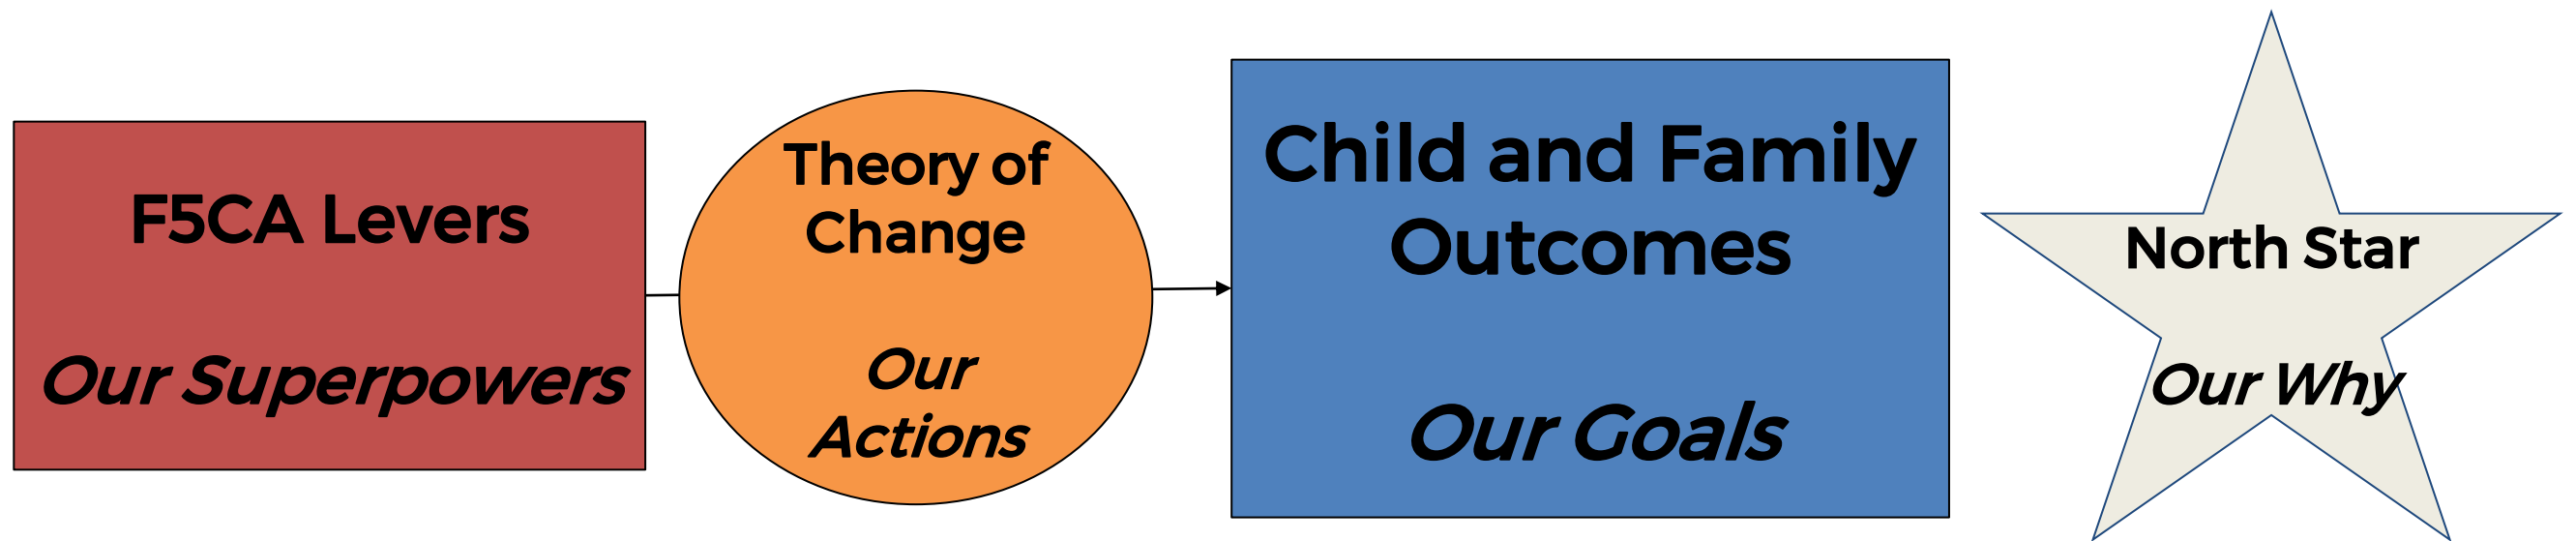 F5CA Levers
Our Superpowers
Theory of
Change
Our
Actions
Child and Family
Outcomes
Our Goals
North Star
Our Why